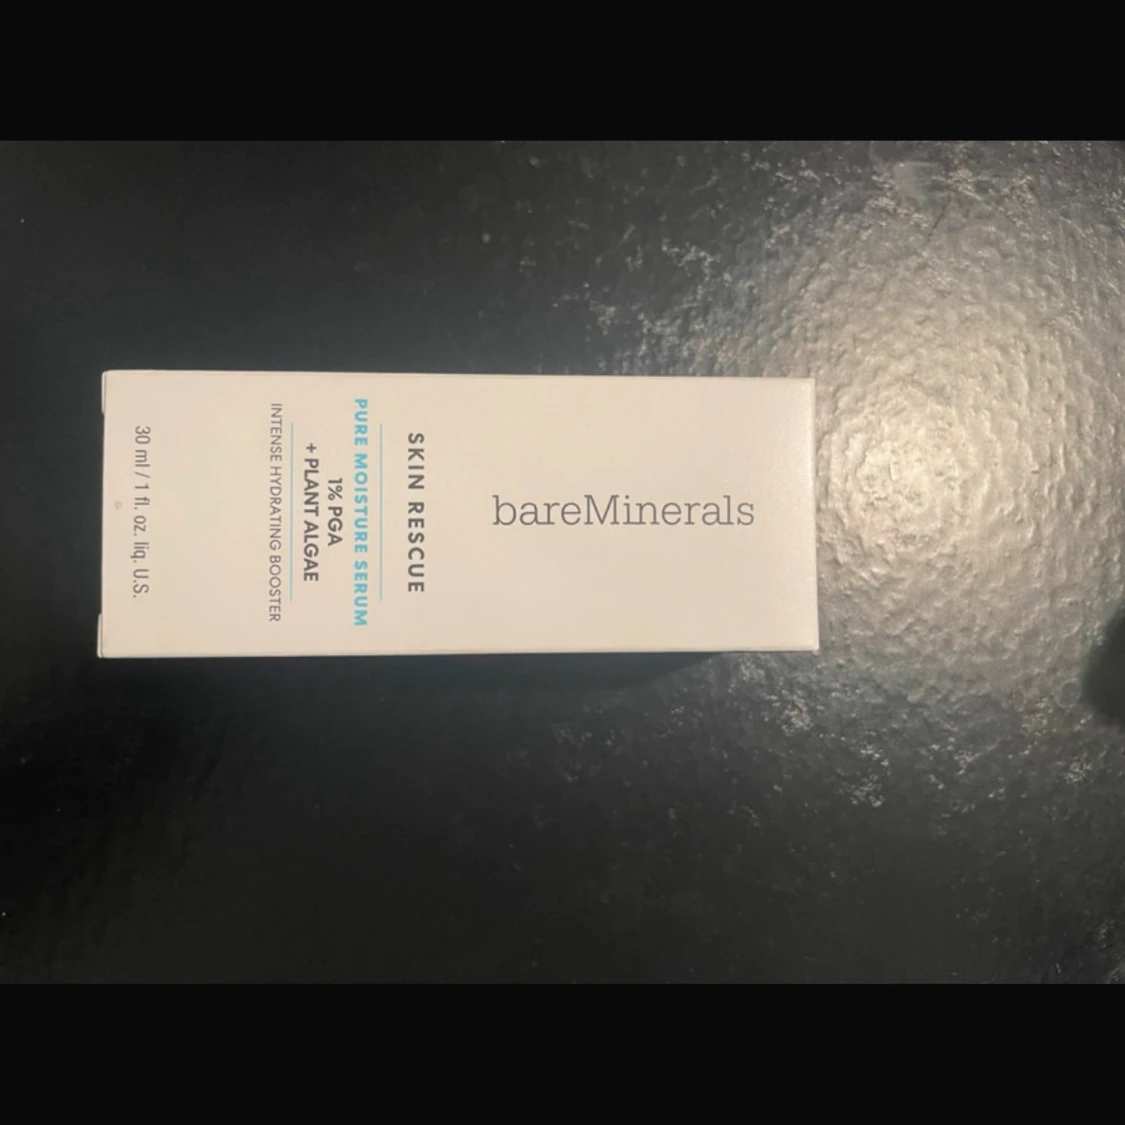 bareMinerals
SKIN RESCUE
PURE MOISTURE SERUM
1% PGA
+ PLANT ALGAE
INTENSE HYDRATING BOOSTER
30 ml / 1 fl. oz. liq. U.S.